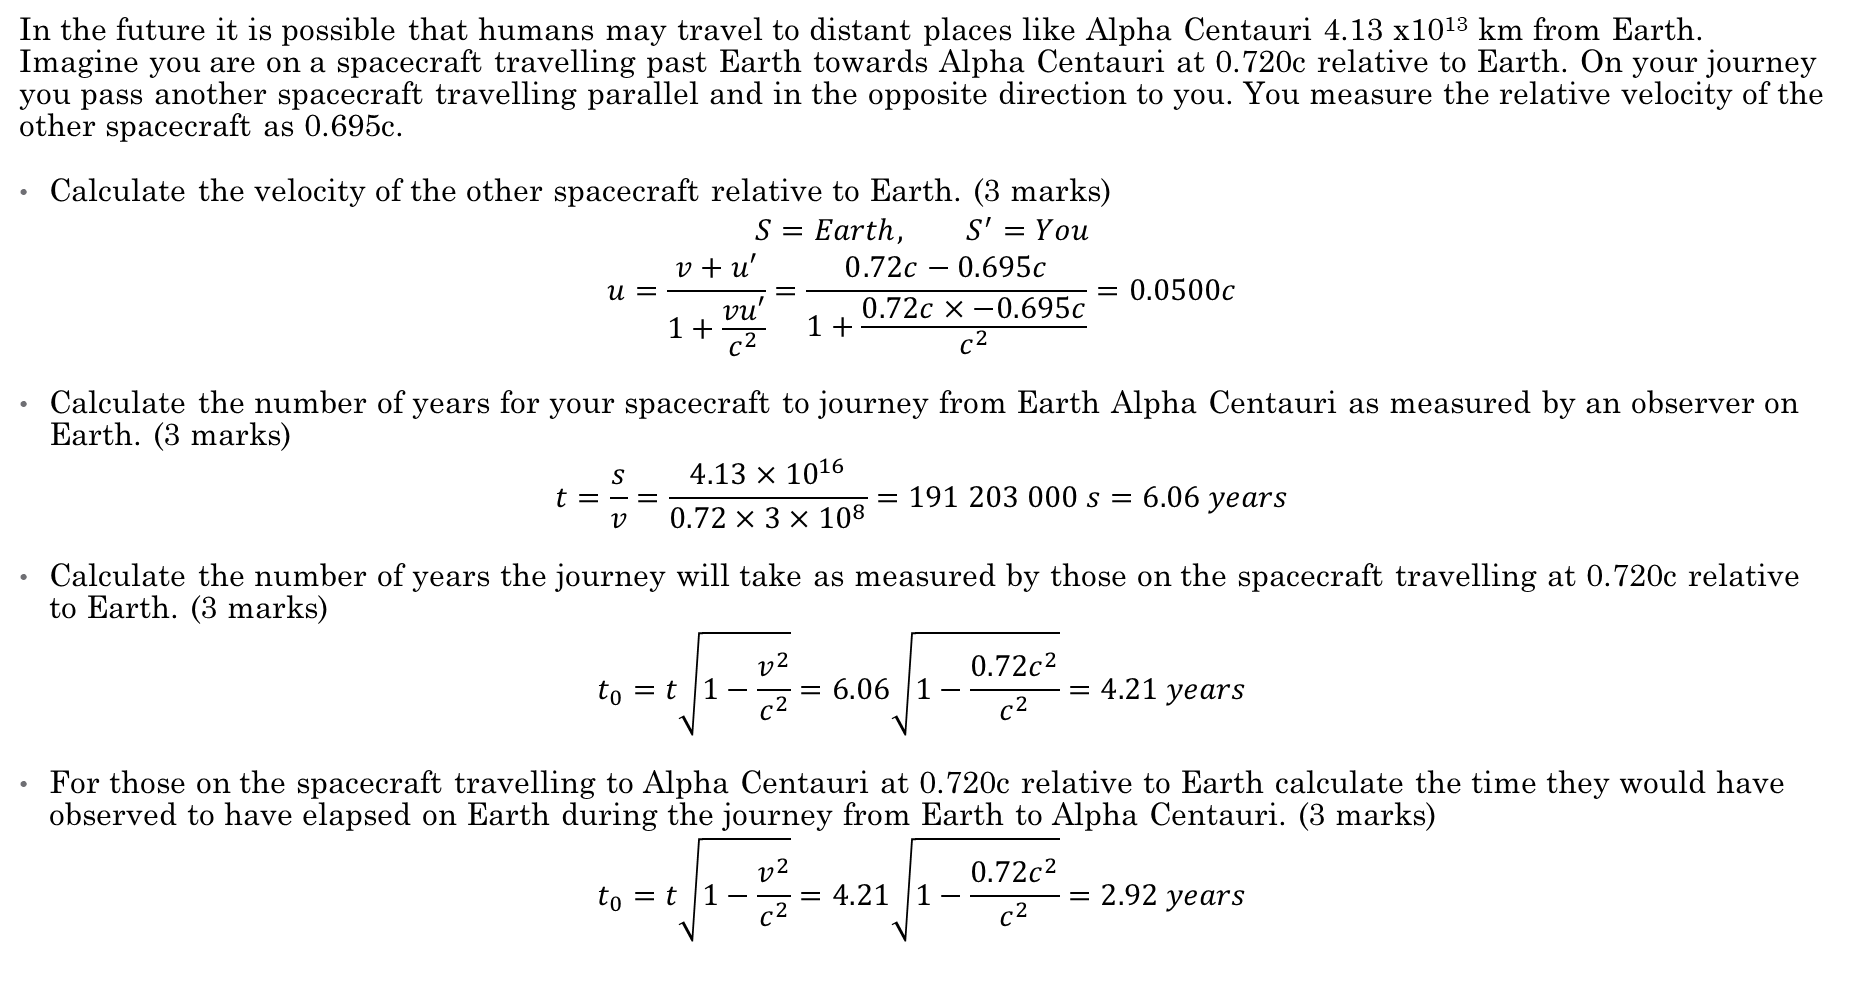 In the future it is possible that humans may travel to distant places like Alpha Centauri 4.13 x10¹³ km from Earth.
Imagine you are on a spacecraft travelling past Earth towards Alpha Centauri at 0.720c relative to Earth. On your journey
you pass another spacecraft travelling parallel and in the opposite direction to you. You measure the relative velocity of the
other spacecraft as 0.695c.
• Calculate the velocity of the other spacecraft relative to Earth. (3 marks)
S = Earth, S′ = You
u = (v + u′)/(1 + vu′/c²) = (0.72c − 0.695c)/(1 + (0.72c × −0.695c)/c²) = 0.0500c
• Calculate the number of years for your spacecraft to journey from Earth Alpha Centauri as measured by an observer on
Earth. (3 marks)
t = s/v = (4.13 × 10¹⁶)/(0.72 × 3 × 10⁸) = 191 203 000 s = 6.06 years
• Calculate the number of years the journey will take as measured by those on the spacecraft travelling at 0.720c relative
to Earth. (3 marks)
t₀ = t√(1 − v²/c²) = 6.06√(1 − 0.72c²/c²) = 4.21 years
• For those on the spacecraft travelling to Alpha Centauri at 0.720c relative to Earth calculate the time they would have
observed to have elapsed on Earth during the journey from Earth to Alpha Centauri. (3 marks)
t₀ = t√(1 − v²/c²) = 4.21√(1 − 0.72c²/c²) = 2.92 years